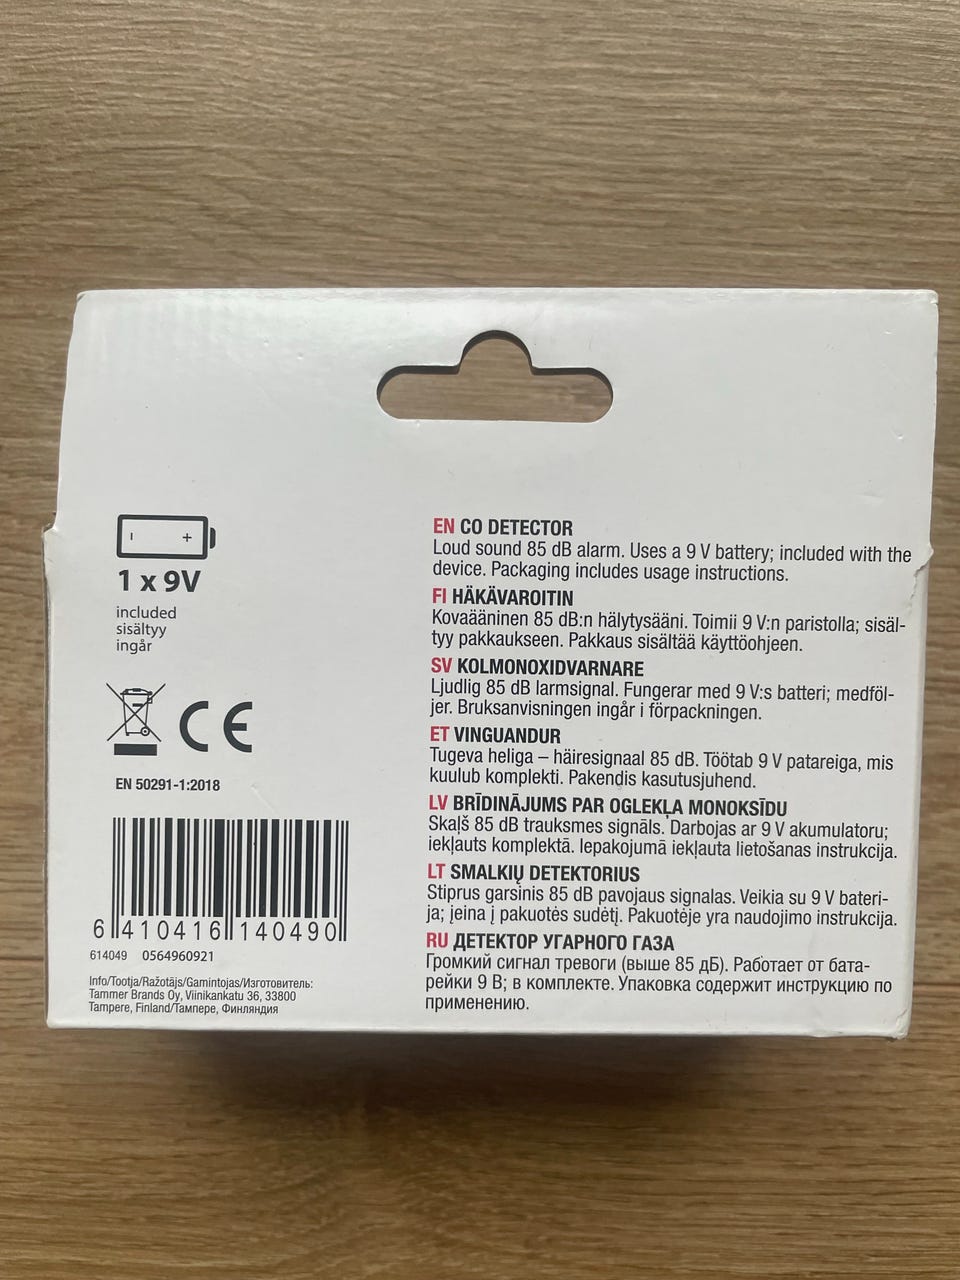 1 x 9V
included
sisältyy
ingår
CE
EN 50291-1:2018
6 410416 140490
614049 0564960921
Info/Tootja/Ražotājs/Gamintojas/Изготовитель:
Tammer Brands Oy, Viinikankatu 36, 33800
Tampere, Finland/Тампере, Финляндия
EN CO DETECTOR
Loud sound 85 dB alarm. Uses a 9 V battery; included with the
device. Packaging includes usage instructions.
FI HÄKÄVAROITIN
Kovaääninen 85 dB:n hälytysääni. Toimii 9 V:n paristolla; sisäl-
tyy pakkaukseen. Pakkaus sisältää käyttöohjeen.
SV KOLMONOXIDVARNARE
Ljudlig 85 dB larmsignal. Fungerar med 9 V:s batteri; medföl-
jer. Bruksanvisningen ingår i förpackningen.
ET VINGUANDUR
Tugeva heliga – häiresignaal 85 dB. Töötab 9 V patareiga, mis
kuulub komplekti. Pakendis kasutusjuhend.
LV BRĪDINĀJUMS PAR OGLEKĻA MONOKSĪDU
Skaļš 85 dB trauksmes signāls. Darbojas ar 9 V akumulatoru;
iekļauts komplektā. Iepakojumā iekļauta lietošanas instrukcija.
LT SMALKIŲ DETEKTORIUS
Stiprus garsinis 85 dB pavojaus signalas. Veikia su 9 V bateri-
ja; įeina į pakuotės sudėtį. Pakuotėje yra naudojimo instrukcija.
RU ДЕТЕКТОР УГАРНОГО ГАЗА
Громкий сигнал тревоги (выше 85 дБ). Работает от бата-
рейки 9 В; в комплекте. Упаковка содержит инструкцию по
применению.